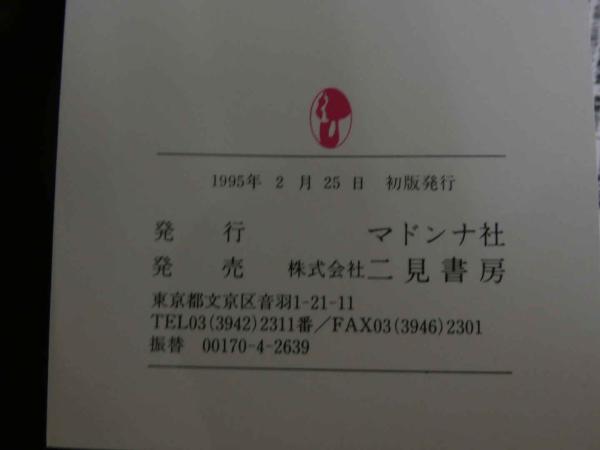 1995年 2 月 25 日 初版発行
発 行 マドンナ社
発 売 株式会社 二見書房
東京都文京区音羽1-21-11
TEL03(3942)2311番／FAX03(3946)2301
振替 00170-4-2639